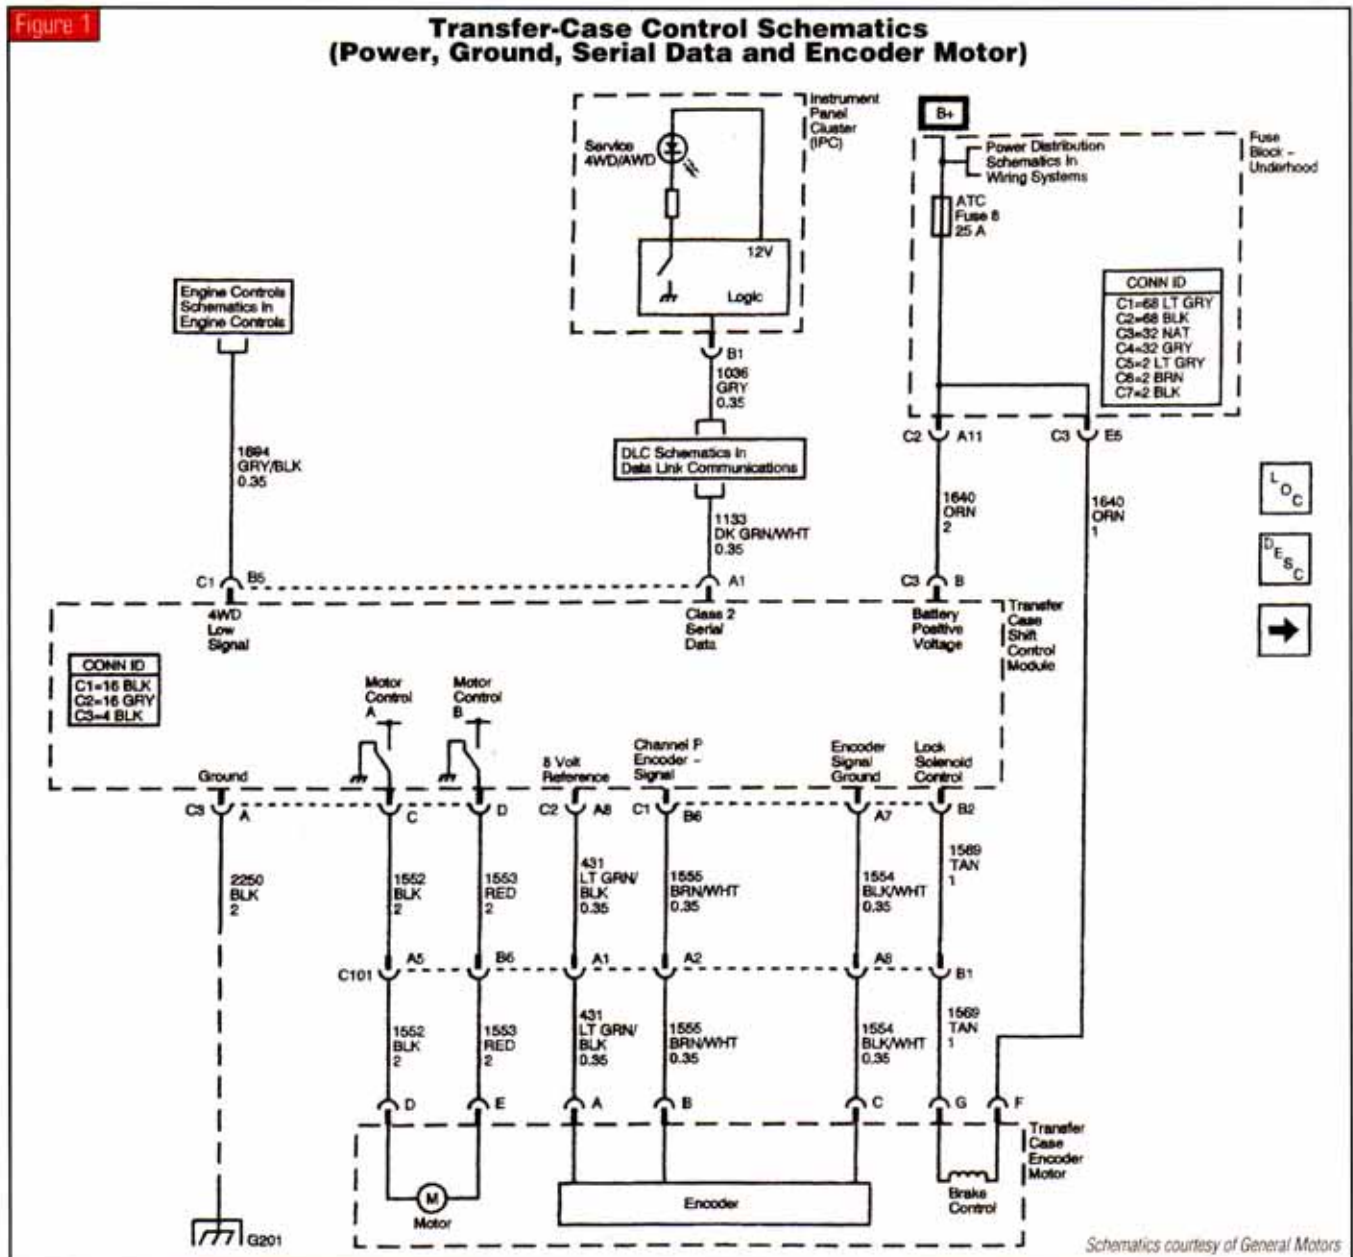 Figure 1
Transfer-Case Control Schematics
(Power, Ground, Serial Data and Encoder Motor)
Instrument
Panel
Cluster
(IPC)
Service
4WD/AWD
12V
Logic
B+
Power Distribution
Schematics In
Wiring Systems
Fuse
Block –
Underhood
ATC
Fuse 8
25 A
CONN ID
C1=68 LT GRY
C2=68 BLK
C3=32 NAT
C4=32 GRY
C5=2 LT GRY
C6=2 BRN
C7=2 BLK
Engine Controls
Schematics In
Engine Controls
B1
1036
GRY
0.35
DLC Schematics In
Data Link Communications
C2 A11
C3 E5
1694
GRY/BLK
0.35
1133
DK GRN/WHT
0.35
1640
ORN
2
1640
ORN
1
LOC
DESC
C1 B5
A1
C3 B
4WD
Low
Signal
Class 2
Serial
Data
Battery
Positive
Voltage
Transfer
Case
Shift
Control
Module
CONN ID
C1=16 BLK
C2=16 GRY
C3=4 BLK
Motor
Control
A
Motor
Control
B
Ground
8 Volt
Reference
Channel P
Encoder –
Signal
Encoder
Signal
Ground
Lock
Solenoid
Control
C3 A
C
D
C2 A8
C1 B6
A7
B2
2250
BLK
2
1552
BLK
2
1553
RED
2
431
LT GRN/
BLK
0.35
1555
BRN/WHT
0.35
1554
BLK/WHT
0.35
1569
TAN
1
C101
A5
B6
A1
A2
A8
B1
1552
BLK
2
1553
RED
2
431
LT GRN/
BLK
0.35
1555
BRN/WHT
0.35
1554
BLK/WHT
0.35
1569
TAN
1
D
E
A
B
C
G
F
Transfer
Case
Encoder
Motor
M
Motor
Encoder
Brake
Control
G201
Schematics courtesy of General Motors